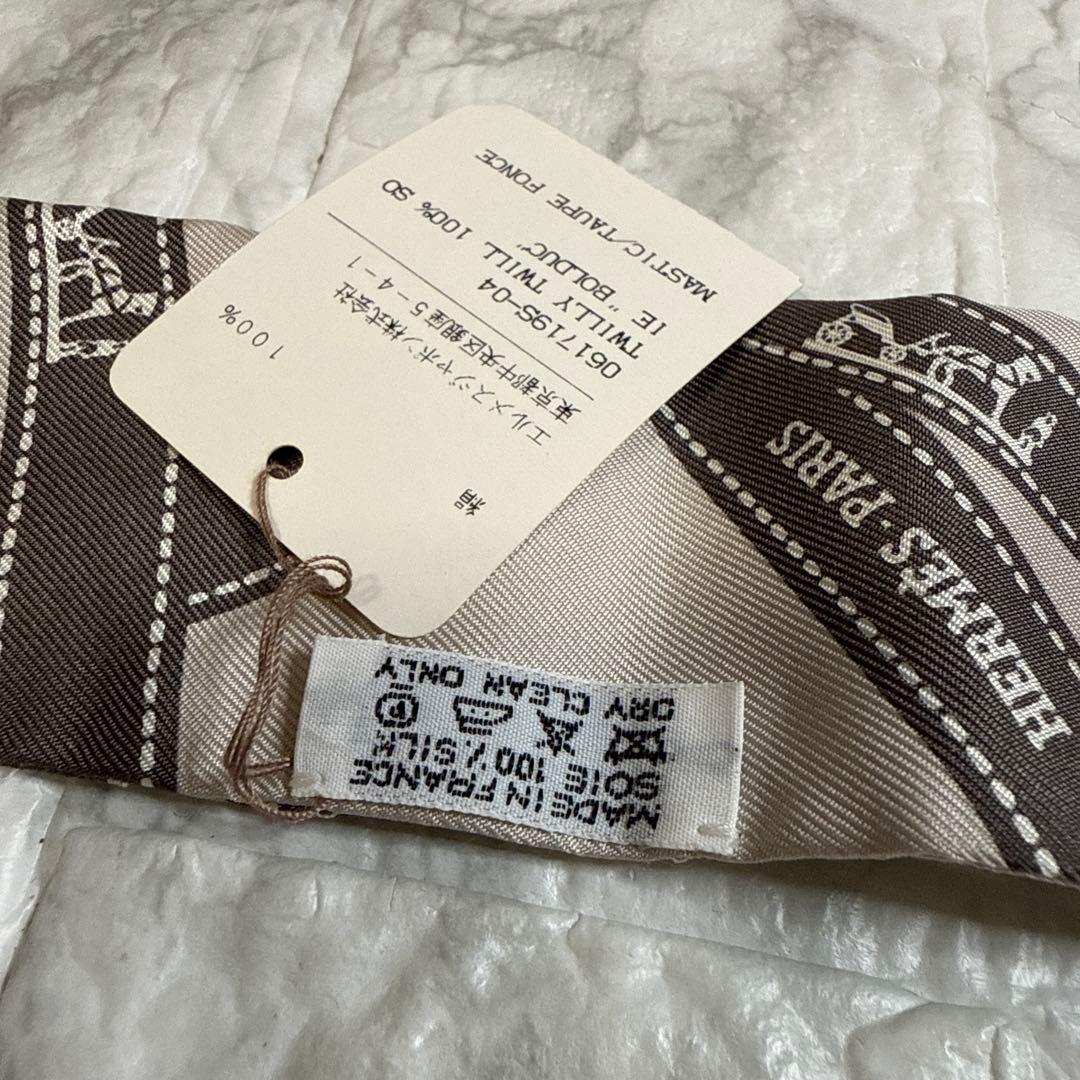 061719S-04
TWILLY TWILL 100% SO
IE "BOLDUC"
MASTIC/TAUPE FONCE
エルメスジャポン株式会社
東京都中央区銀座5-4-1
絹
100%
MADE IN FRANCE
SOIE 100% SILK
DRY CLEAN ONLY
HERMÈS-PARIS